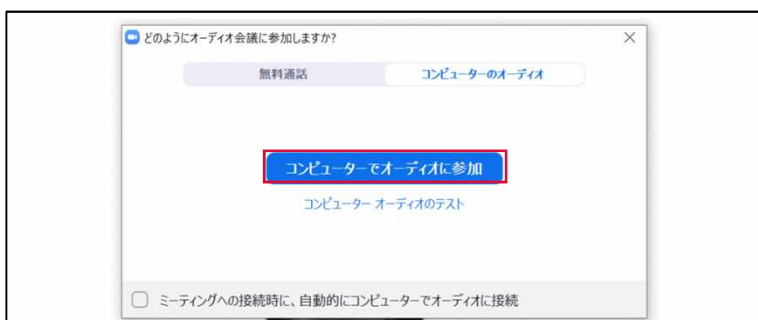 どのようにオーディオ会議に参加しますか?
無料通話
コンピューターのオーディオ
コンピューターでオーディオに参加
コンピューター オーディオのテスト
ミーティングへの接続時に、自動的にコンピューターでオーディオに接続